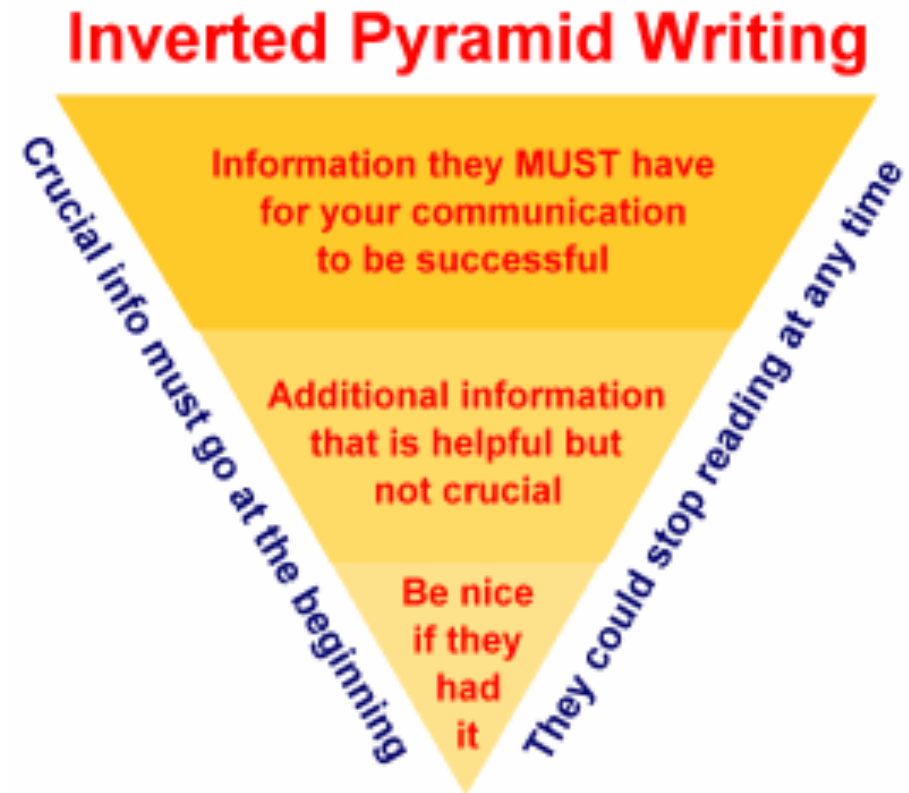 Inverted Pyramid Writing
Information they MUST have
for your communication
to be successful
Additional information
that is helpful but
not crucial
Be nice
if they
had
it
Crucial info must go at the beginning
They could stop reading at any time